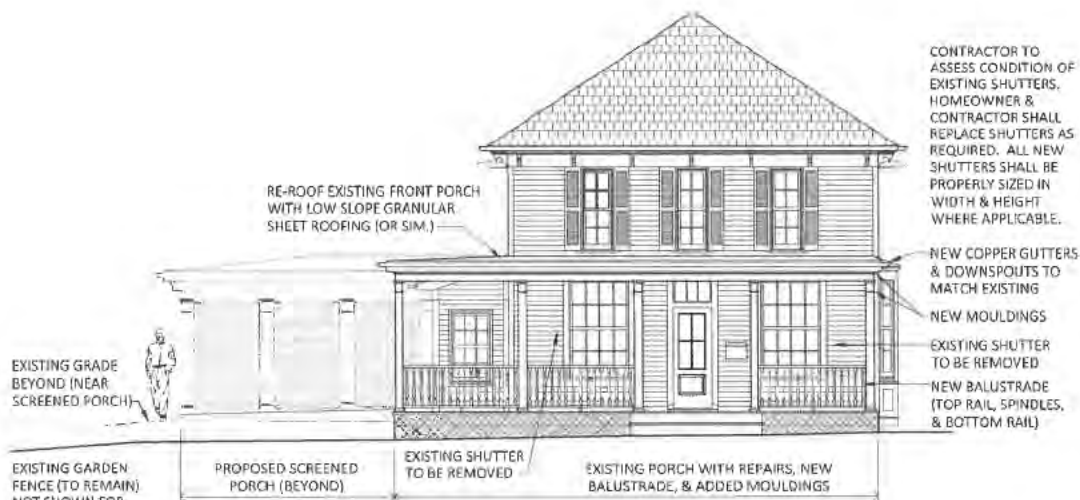 CONTRACTOR TO
ASSESS CONDITION OF
EXISTING SHUTTERS.
HOMEOWNER &
CONTRACTOR SHALL
REPLACE SHUTTERS AS
REQUIRED. ALL NEW
SHUTTERS SHALL BE
PROPERLY SIZED IN
WIDTH & HEIGHT
WHERE APPLICABLE.
RE-ROOF EXISTING FRONT PORCH
WITH LOW SLOPE GRANULAR
SHEET ROOFING (OR SIM.)
NEW COPPER GUTTERS
& DOWNSPOUTS TO
MATCH EXISTING
NEW MOULDINGS
EXISTING SHUTTER
TO BE REMOVED
NEW BALUSTRADE
(TOP RAIL, SPINDLES,
& BOTTOM RAIL)
EXISTING GRADE
BEYOND (NEAR
SCREENED PORCH)
EXISTING GARDEN
FENCE (TO REMAIN)
NOT SHOWN FOR
PROPOSED SCREENED
PORCH (BEYOND)
EXISTING SHUTTER
TO BE REMOVED
EXISTING PORCH WITH REPAIRS, NEW
BALUSTRADE, & ADDED MOULDINGS